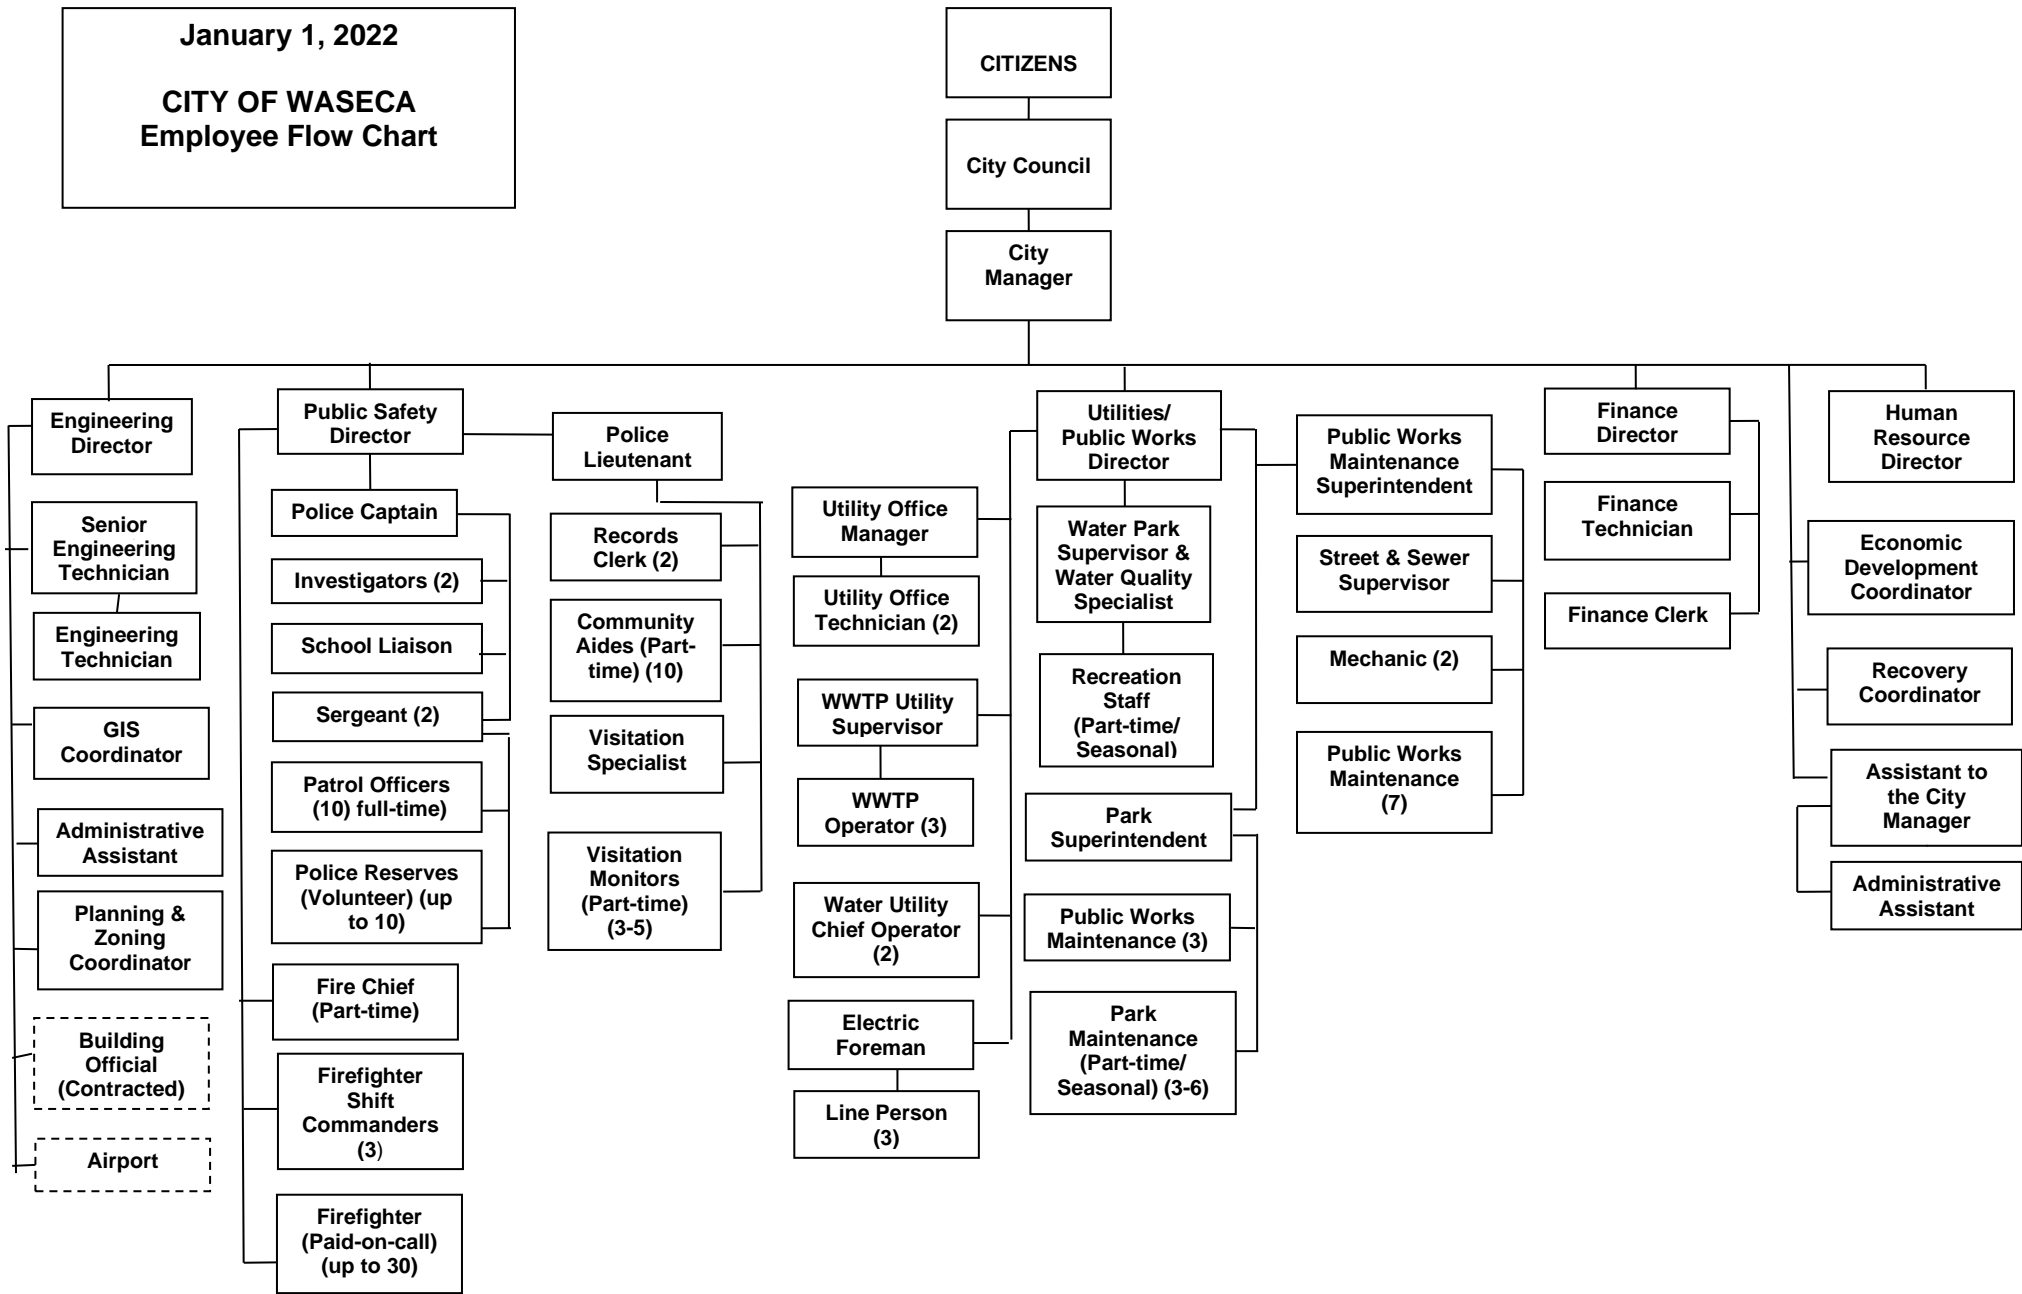 January 1, 2022
CITY OF WASECA
Employee Flow Chart
CITIZENS
City Council
City
Manager
Engineering
Director
Senior
Engineering
Technician
Engineering
Technician
GIS
Coordinator
Administrative
Assistant
Planning &
Zoning
Coordinator
Building
Official
(Contracted)
Airport
Public Safety
Director
Police Captain
Investigators (2)
School Liaison
Sergeant (2)
Patrol Officers
(10) full-time)
Police Reserves
(Volunteer) (up
to 10)
Fire Chief
(Part-time)
Firefighter
Shift
Commanders
(3)
Firefighter
(Paid-on-call)
(up to 30)
Police
Lieutenant
Records
Clerk (2)
Community
Aides (Part-
time) (10)
Visitation
Specialist
Visitation
Monitors
(Part-time)
(3-5)
Utilities/
Public Works
Director
Utility Office
Manager
Utility Office
Technician (2)
WWTP Utility
Supervisor
WWTP
Operator (3)
Water Utility
Chief Operator
(2)
Electric
Foreman
Line Person
(3)
Water Park
Supervisor &
Water Quality
Specialist
Recreation
Staff
(Part-time/
Seasonal)
Park
Superintendent
Public Works
Maintenance (3)
Park
Maintenance
(Part-time/
Seasonal) (3-6)
Public Works
Maintenance
Superintendent
Street & Sewer
Supervisor
Mechanic (2)
Public Works
Maintenance
(7)
Finance
Director
Finance
Technician
Finance Clerk
Human
Resource
Director
Economic
Development
Coordinator
Recovery
Coordinator
Assistant to
the City
Manager
Administrative
Assistant